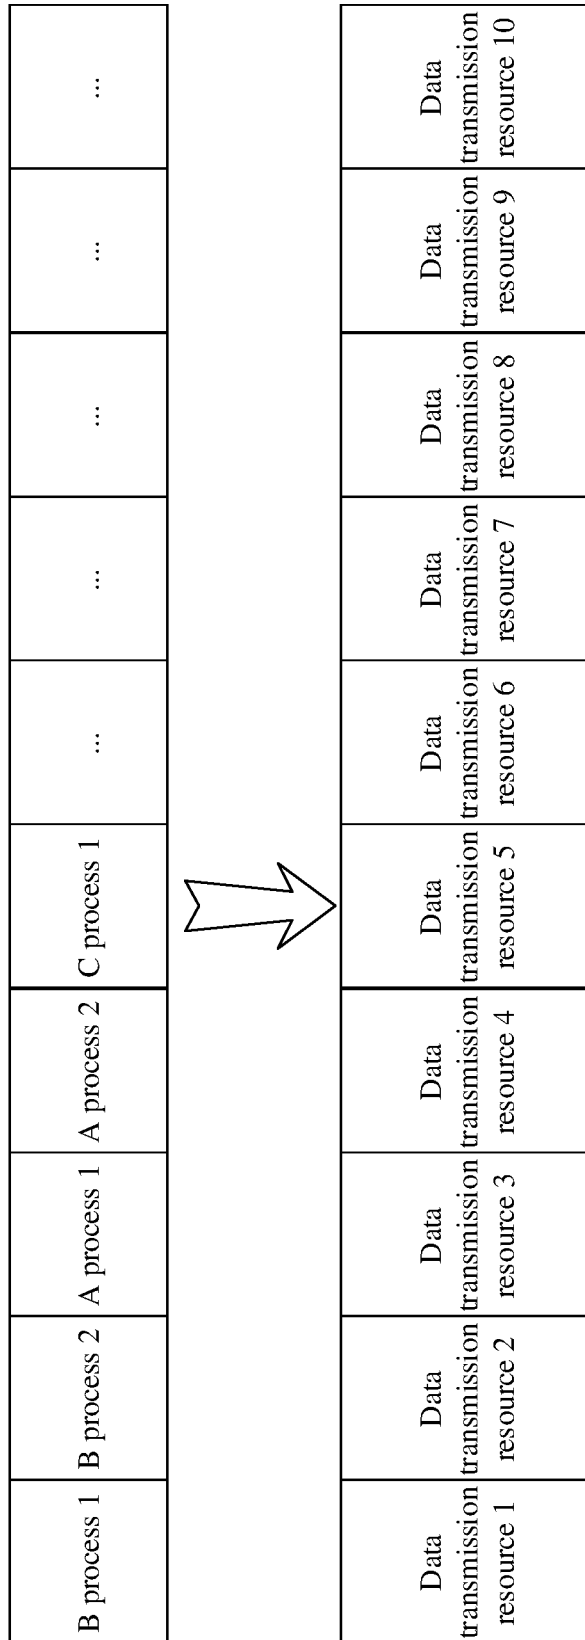 B process 1
B process 2
A process 1
A process 2
C process 1
...
...
...
...
...
Data
transmission
resource 1
Data
transmission
resource 2
Data
transmission
resource 3
Data
transmission
resource 4
Data
transmission
resource 5
Data
transmission
resource 6
Data
transmission
resource 7
Data
transmission
resource 8
Data
transmission
resource 9
Data
transmission
resource 10